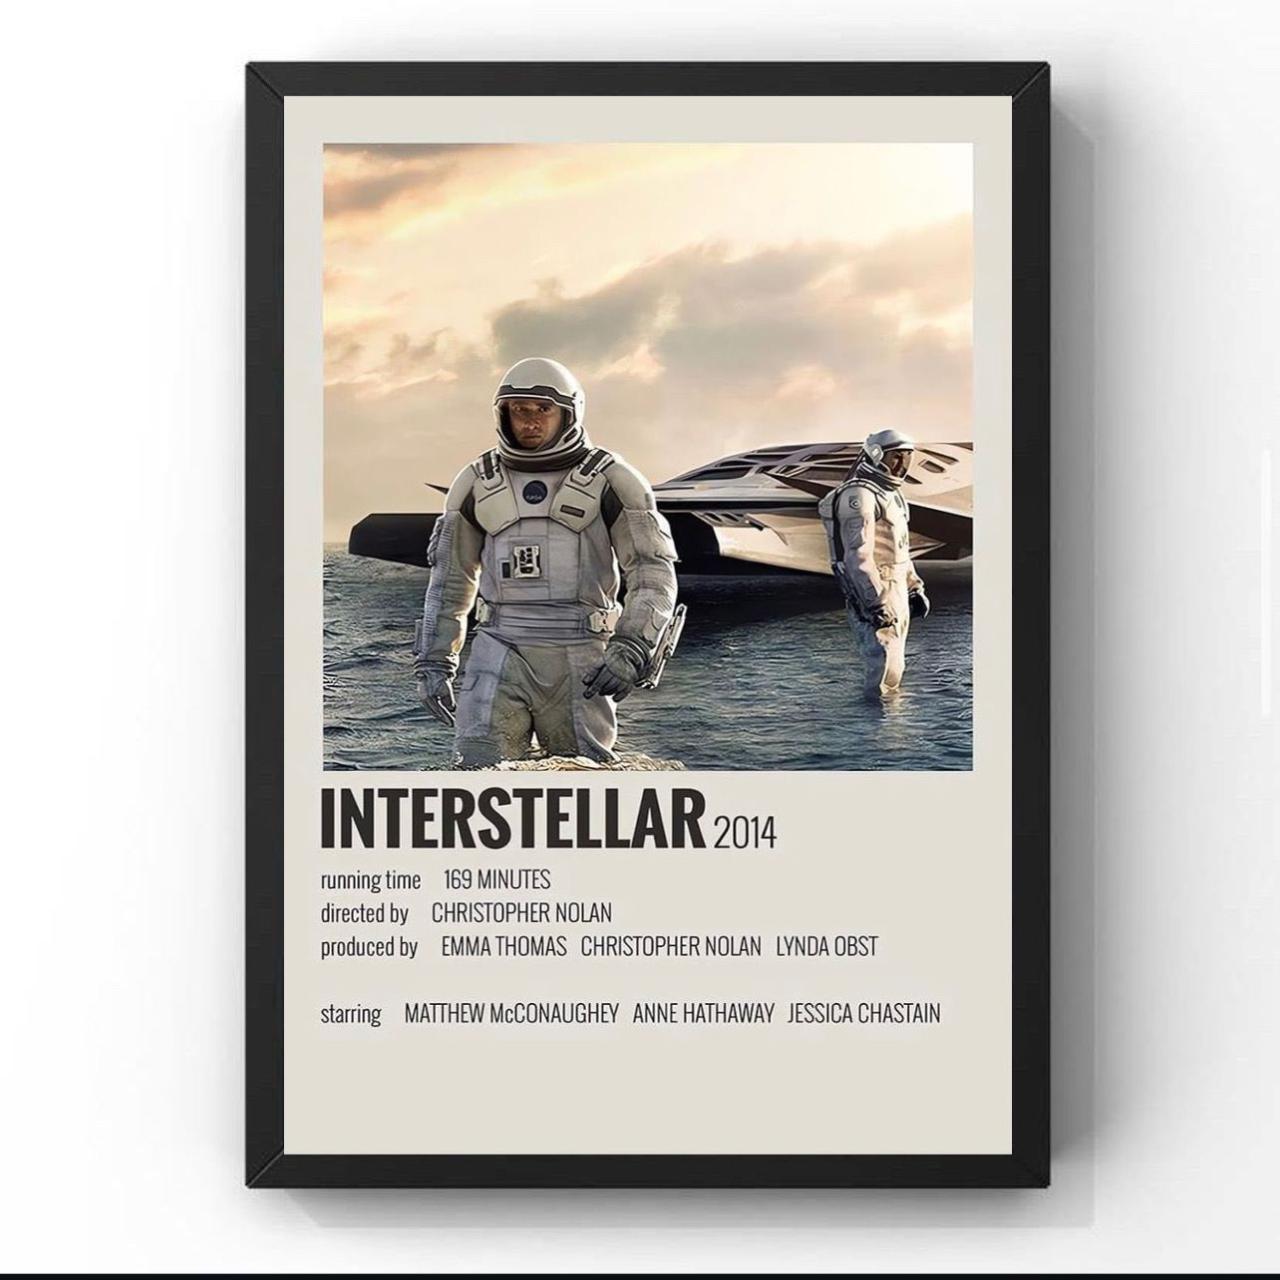 INTERSTELLAR 2014
running time 169 MINUTES
directed by CHRISTOPHER NOLAN
produced by EMMA THOMAS CHRISTOPHER NOLAN LYNDA OBST
starring MATTHEW McCONAUGHEY ANNE HATHAWAY JESSICA CHASTAIN